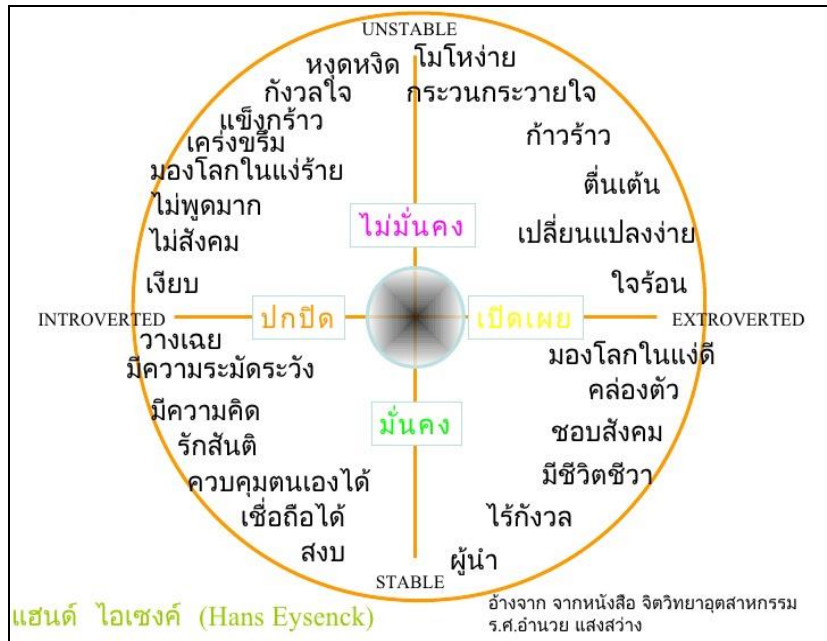 UNSTABLE
หงุดหงิด
โมโหง่าย
กังวลใจ
กระวนกระวายใจ
แข็งกร้าว
เคร่งขรึม
ก้าวร้าว
มองโลกในแง่ร้าย
ตื่นเต้น
ไม่พูดมาก
ไม่มั่นคง
เปลี่ยนแปลงง่าย
ไม่สังคม
เงียบ
ใจร้อน
INTROVERTED
ปกปิด
เปิดเผย
EXTROVERTED
วางเฉย
มองโลกในแง่ดี
มีความระมัดระวัง
คล่องตัว
มีความคิด
มั่นคง
ชอบสังคม
รักสันติ
มีชีวิตชีวา
ควบคุมตนเองได้
เชื่อถือได้
ไร้กังวล
สงบ
ผู้นำ
STABLE
แฮนด์ ไอเซงค์ (Hans Eysenck)
อ้างจาก จากหนังสือ จิตวิทยาอุตสาหกรรม
ร.ศ.อำนวย แสงสว่าง